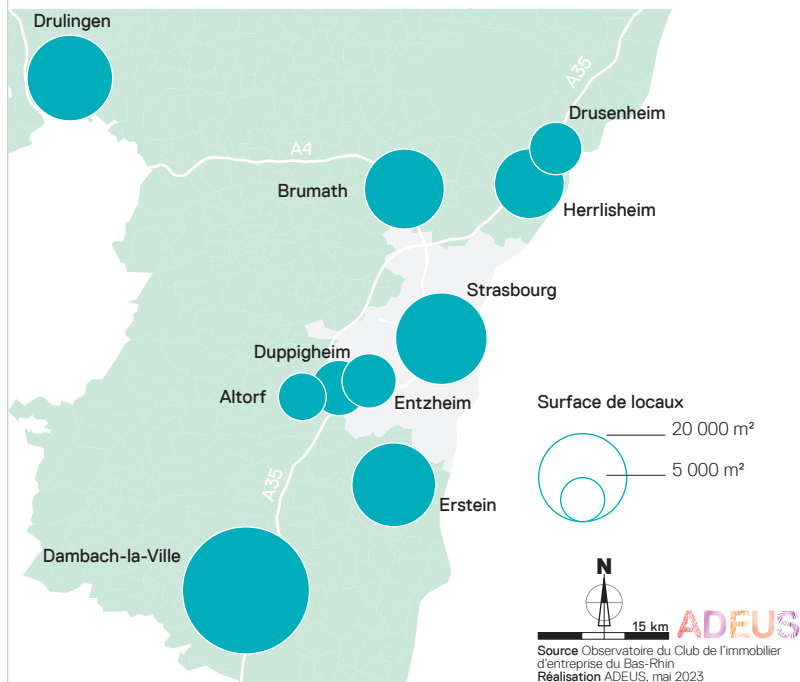 Drulingen
A35
Drusenheim
A4
Brumath
Herrlisheim
Strasbourg
Duppigheim
Altorf
Entzheim
Surface de locaux
20 000 m²
5 000 m²
A35
Erstein
Dambach-la-Ville
N
15 km
ADEUS
Source Observatoire du Club de l'immobilier
d'entreprise du Bas-Rhin
Réalisation ADEUS, mai 2023